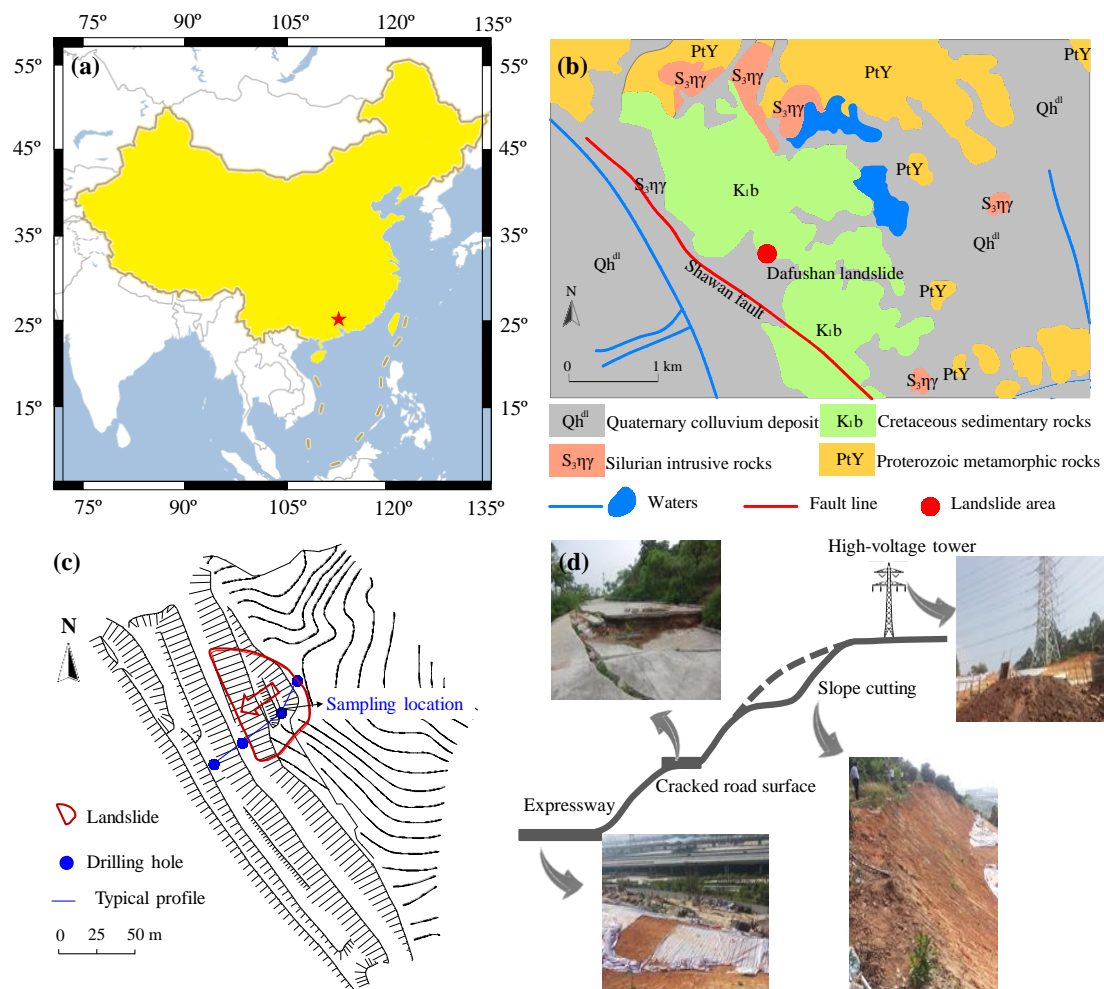 75º 90º 105º 120º 135º
(a)
55º 55º
45º 45º
35º 35º
25º 25º
15º 15º
75º 90º 105º 120º 135º
(b)
PtY
S₃ηγ
S₃ηγ
PtY
S₃ηγ
Qhᵈˡ
PtY
S₃ηγ
K₁b
S₃ηγ
Qhᵈˡ
Qhᵈˡ
Dafushan landslide
Shawan fault
PtY
N
K₁b
0 1 km
S₃ηγ
PtY
Qhᵈˡ Quaternary colluvium deposit
K₁b Cretaceous sedimentary rocks
S₃ηγ Silurian intrusive rocks
PtY Proterozoic metamorphic rocks
Waters
Fault line
Landslide area
(c)
N
Sampling location
Landslide
Drilling hole
Typical profile
0 25 50 m
(d)
High-voltage tower
Slope cutting
Cracked road surface
Expressway